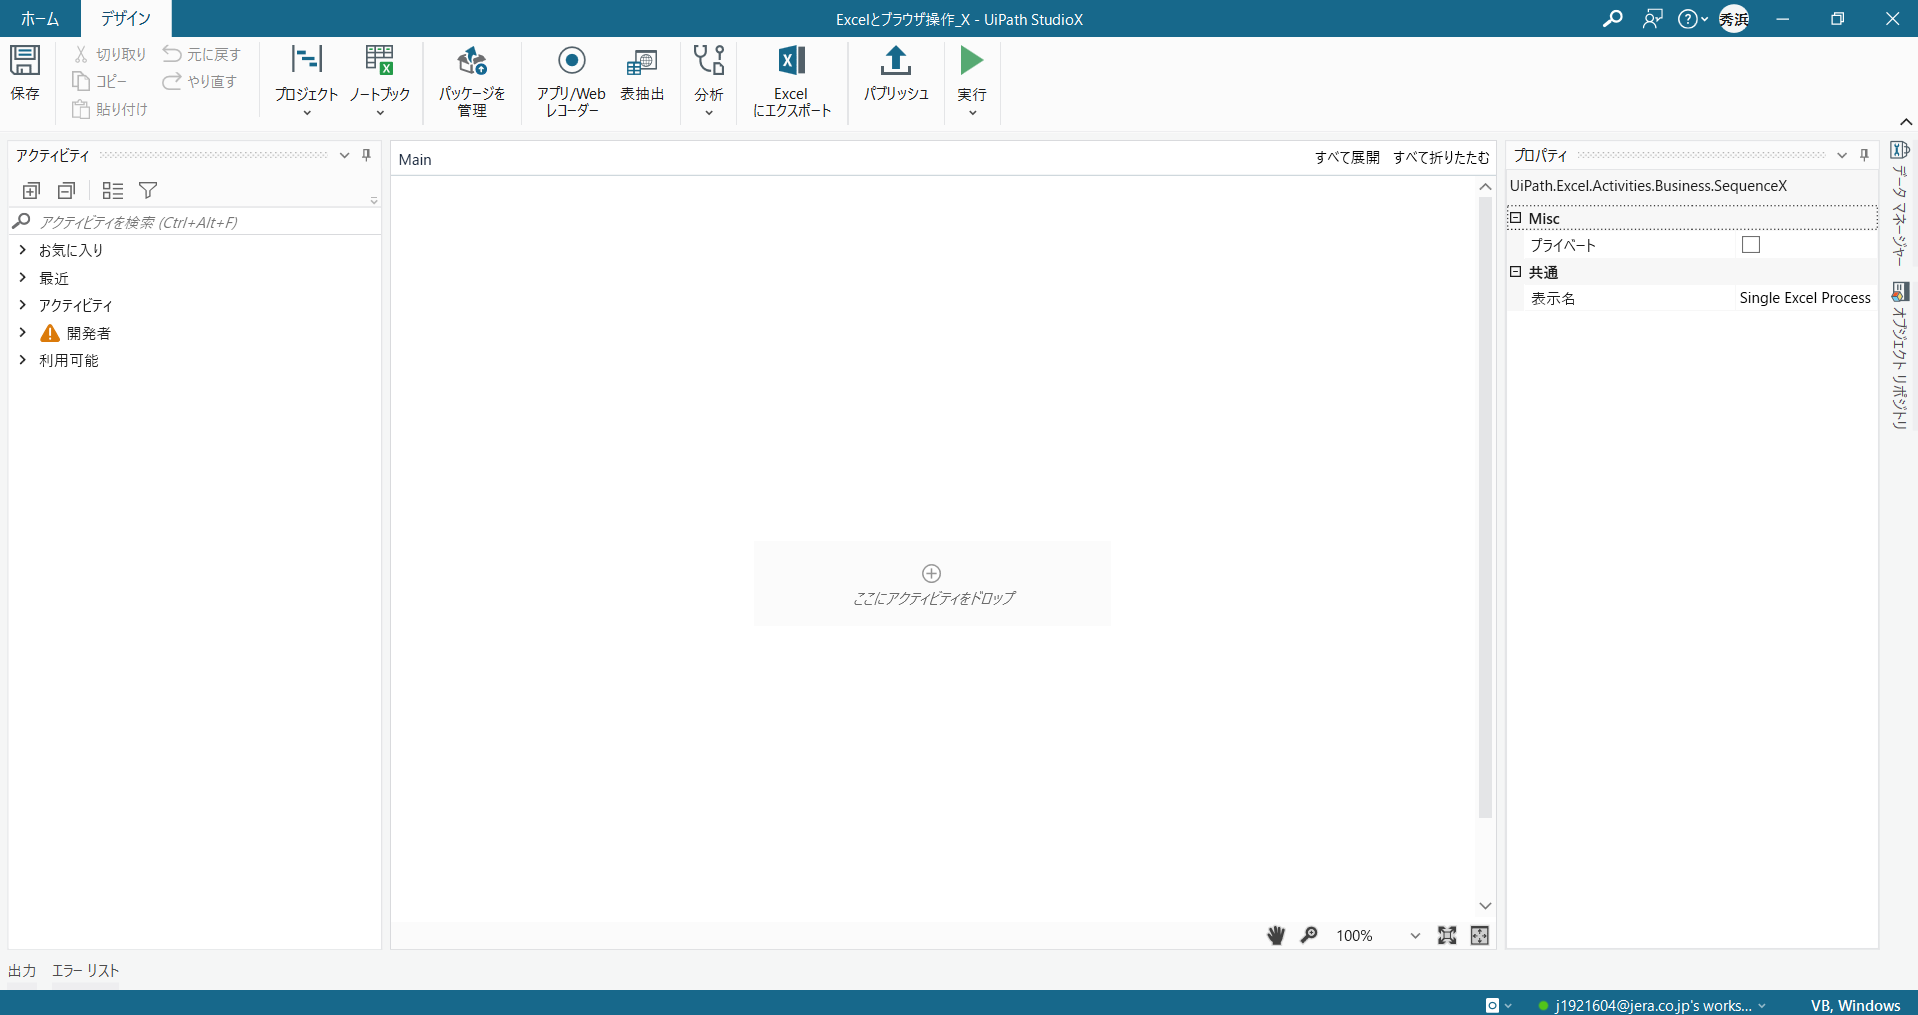 ホーム
デザイン
Excelとブラウザ操作_X - UiPath StudioX
秀浜
保存
切り取り
コピー
貼り付け
元に戻す
やり直す
プロジェクト
ノートブック
パッケージを
管理
アプリ/Web
レコーダー
表抽出
分析
Excel
にエクスポート
パブリッシュ
実行
アクティビティ
アクティビティを検索 (Ctrl+Alt+F)
お気に入り
最近
アクティビティ
開発者
利用可能
Main
すべて展開
すべて折りたたむ
ここにアクティビティをドロップ
100%
プロパティ
UiPath.Excel.Activities.Business.SequenceX
Misc
プライベート
共通
表示名
Single Excel Process
データ マネージャー
オブジェクト リポジトリ
出力
エラー リスト
j1921604@jera.co.jp's works...
VB, Windows